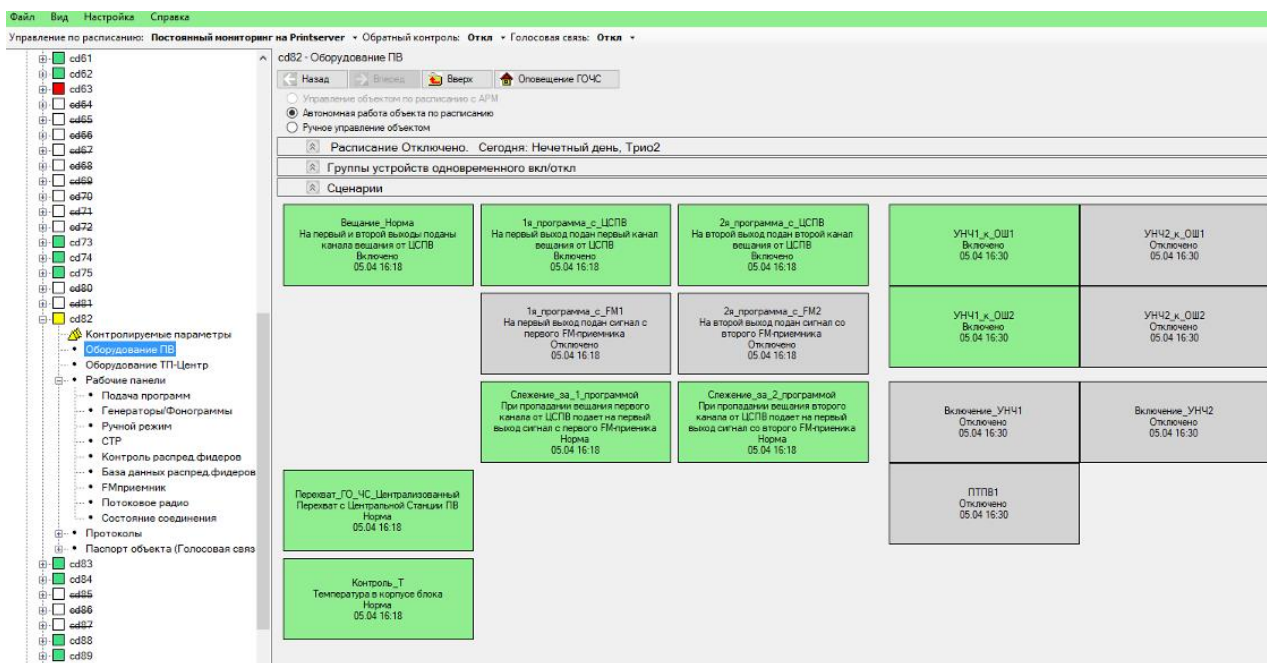 Файл Вид Настройка Справка
Управление по расписанию: Постоянный мониторинг на Printserver Обратный контроль: Откл Голосовая связь: Откл
cd61
cd62
cd63
cd64
cd65
cd66
cd67
cd68
cd69
cd70
cd71
cd72
cd73
cd74
cd75
cd80
cd81
cd82
Контролируемые параметры
Оборудование ПВ
Оборудование ТП-Центр
Рабочие панели
Подача программ
Генераторы/Фонограммы
Ручной режим
СТР
Контроль распред.фидеров
База данных распред.фидеров
FMприемник
Потоковое радио
Состояние соединения
Протоколы
Паспорт объекта (Голосовая связ
cd83
cd84
cd85
cd86
cd87
cd88
cd89
cd82 - Оборудование ПВ
Назад Вперед Вверх Оповещение ГОЧС
Управление объектом по расписанию с АРМ
Автономная работа объекта по расписанию
Ручное управление объектом
Расписание Отключено. Сегодня: Нечетный день, Трио2
Группы устройств одновременного вкл/откл
Сценарии
Вещание_Норма
На первый и второй выходы поданы
канала вещания от ЦСПВ
Включено
05.04 16:18
1я_программа_с_ЦСПВ
На первый выход подан первый канал
вещания от ЦСПВ
Включено
05.04 16:18
2я_программа_с_ЦСПВ
На второй выход подан второй канал
вещания от ЦСПВ
Включено
05.04 16:18
УНЧ1_к_ОШ1
Включено
05.04 16:30
УНЧ2_к_ОШ1
Отключено
05.04 16:30
1я_программа_с_FM1
На первый выход подан сигнал с
первого FM-приемника
Отключено
05.04 16:18
2я_программа_с_FM2
На второй выход подан сигнал со
второго FM-приемника
Отключено
05.04 16:18
УНЧ1_к_ОШ2
Включено
05.04 16:30
УНЧ2_к_ОШ2
Отключено
05.04 16:30
Слежение_за_1_программой
При пропадании вещания первого
канала от ЦСПВ подает на первый
выход сигнал с первого FM-приеника
Норма
05.04 16:18
Слежение_за_2_программой
При пропадании вещания второго
канала от ЦСПВ подает на первый
выход сигнал со второго FM-приеника
Норма
05.04 16:18
Включение_УНЧ1
Отключено
05.04 16:30
Включение_УНЧ2
Отключено
05.04 16:30
Перехват_ГО_ЧС_Централизованный
Перехват с Центральной Станции ПВ
Норма
05.04 16:18
ПТПВ1
Отключено
05.04 16:30
Контроль_Т
Температура в корпусе блока
Норма
05.04 16:18